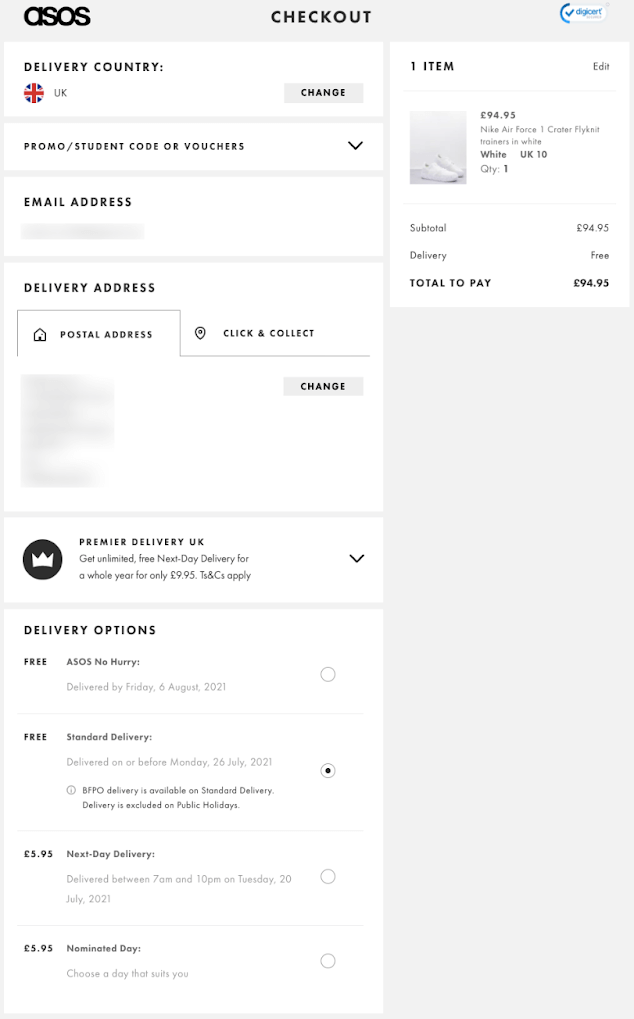 asos
CHECKOUT
digicert
DELIVERY COUNTRY:
UK
CHANGE
PROMO/STUDENT CODE OR VOUCHERS
EMAIL ADDRESS
DELIVERY ADDRESS
POSTAL ADDRESS
CLICK & COLLECT
CHANGE
PREMIER DELIVERY UK
Get unlimited, free Next-Day Delivery for
a whole year for only £9.95. Ts&Cs apply
DELIVERY OPTIONS
FREE ASOS No Hurry:
Delivered by Friday, 6 August, 2021
FREE Standard Delivery:
Delivered on or before Monday, 26 July, 2021
BFPO delivery is available on Standard Delivery.
Delivery is excluded on Public Holidays.
£5.95 Next-Day Delivery:
Delivered between 7am and 10pm on Tuesday, 20
July, 2021
£5.95 Nominated Day:
Choose a day that suits you
1 ITEM Edit
£94.95
Nike Air Force 1 Crater Flyknit
trainers in white
White UK 10
Qty: 1
Subtotal £94.95
Delivery Free
TOTAL TO PAY £94.95